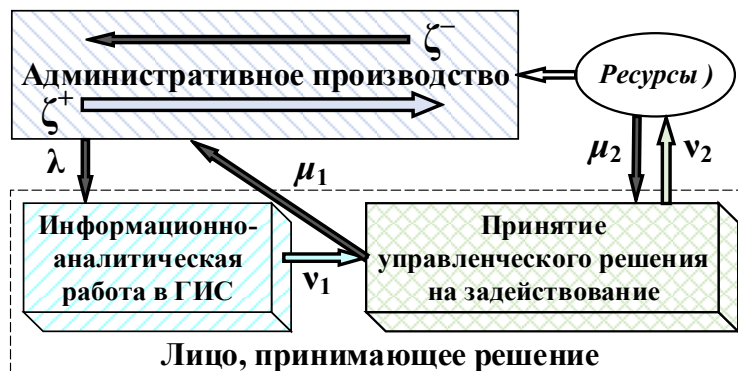 ζ⁻
Административное производство
ζ⁺
Ресурсы )
λ
μ₁
μ₂
ν₂
Информационно-
аналитическая
работа в ГИС
ν₁
Принятие
управленческого решения
на задействование
Лицо, принимающее решение